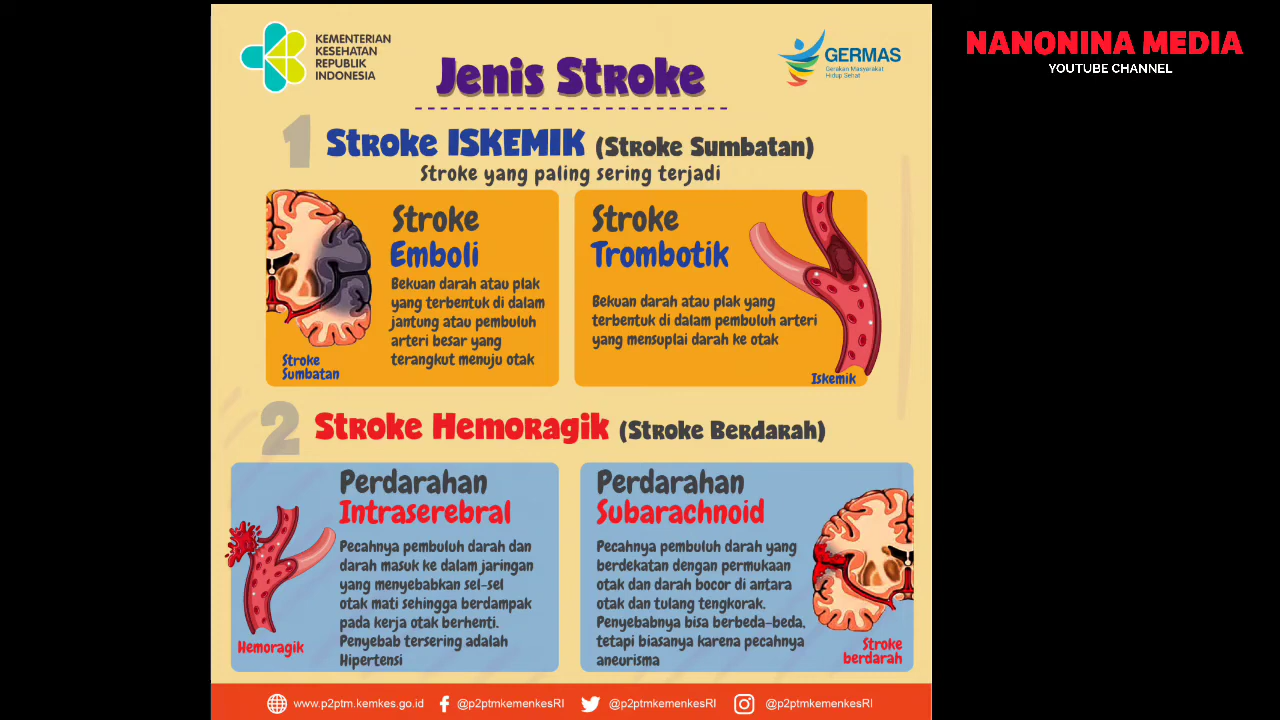 KEMENTERIAN
KESEHATAN
REPUBLIK
INDONESIA
Jenis Stroke
GERMAS
Gerakan Masyarakat
Hidup Sehat
NANONINA MEDIA
YOUTUBE CHANNEL
1 Stroke ISKEMIK (Stroke Sumbatan)
Stroke yang paling sering terjadi
Stroke
Emboli
Bekuan darah atau plak
yang terbentuk di dalam
jantung atau pembuluh
arteri besar yang
terangkut menuju otak
Stroke
Sumbatan
Stroke
Trombotik
Bekuan darah atau plak yang
terbentuk di dalam pembuluh arteri
yang mensuplai darah ke otak
Iskemik
2 Stroke Hemoragik (Stroke Berdarah)
Perdarahan
Intraserebral
Pecahnya pembuluh darah dan
darah masuk ke dalam jaringan
yang menyebabkan sel-sel
otak mati sehingga berdampak
pada kerja otak berhenti.
Penyebab tersering adalah
Hipertensi
Hemoragik
Perdarahan
Subarachnoid
Pecahnya pembuluh darah yang
berdekatan dengan permukaan
otak dan darah bocor di antara
otak dan tulang tengkorak.
Penyebabnya bisa berbeda-beda,
tetapi biasanya karena pecahnya
aneurisma
Stroke
berdarah
www.p2ptm.kemkes.go.id @p2ptmkemenkesRI @p2ptmkemenkesRI @p2ptmkemenkesRI